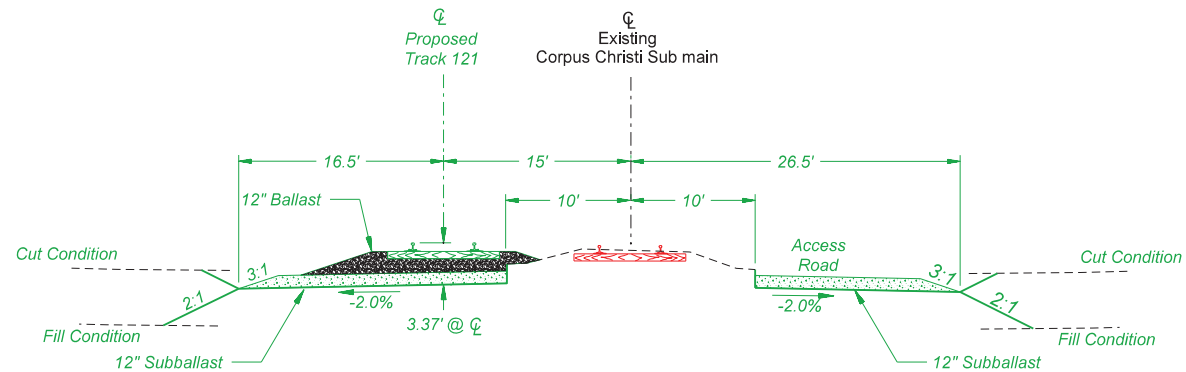 ℄
Proposed
Track 121
℄
Existing
Corpus Christi Sub main
16.5'
15'
26.5'
12" Ballast
10'
10'
Cut Condition
Access
Road
Cut Condition
3:1
3:1
2:1
-2.0%
-2.0%
2:1
3.37' @ ℄
Fill Condition
Fill Condition
12" Subballast
12" Subballast